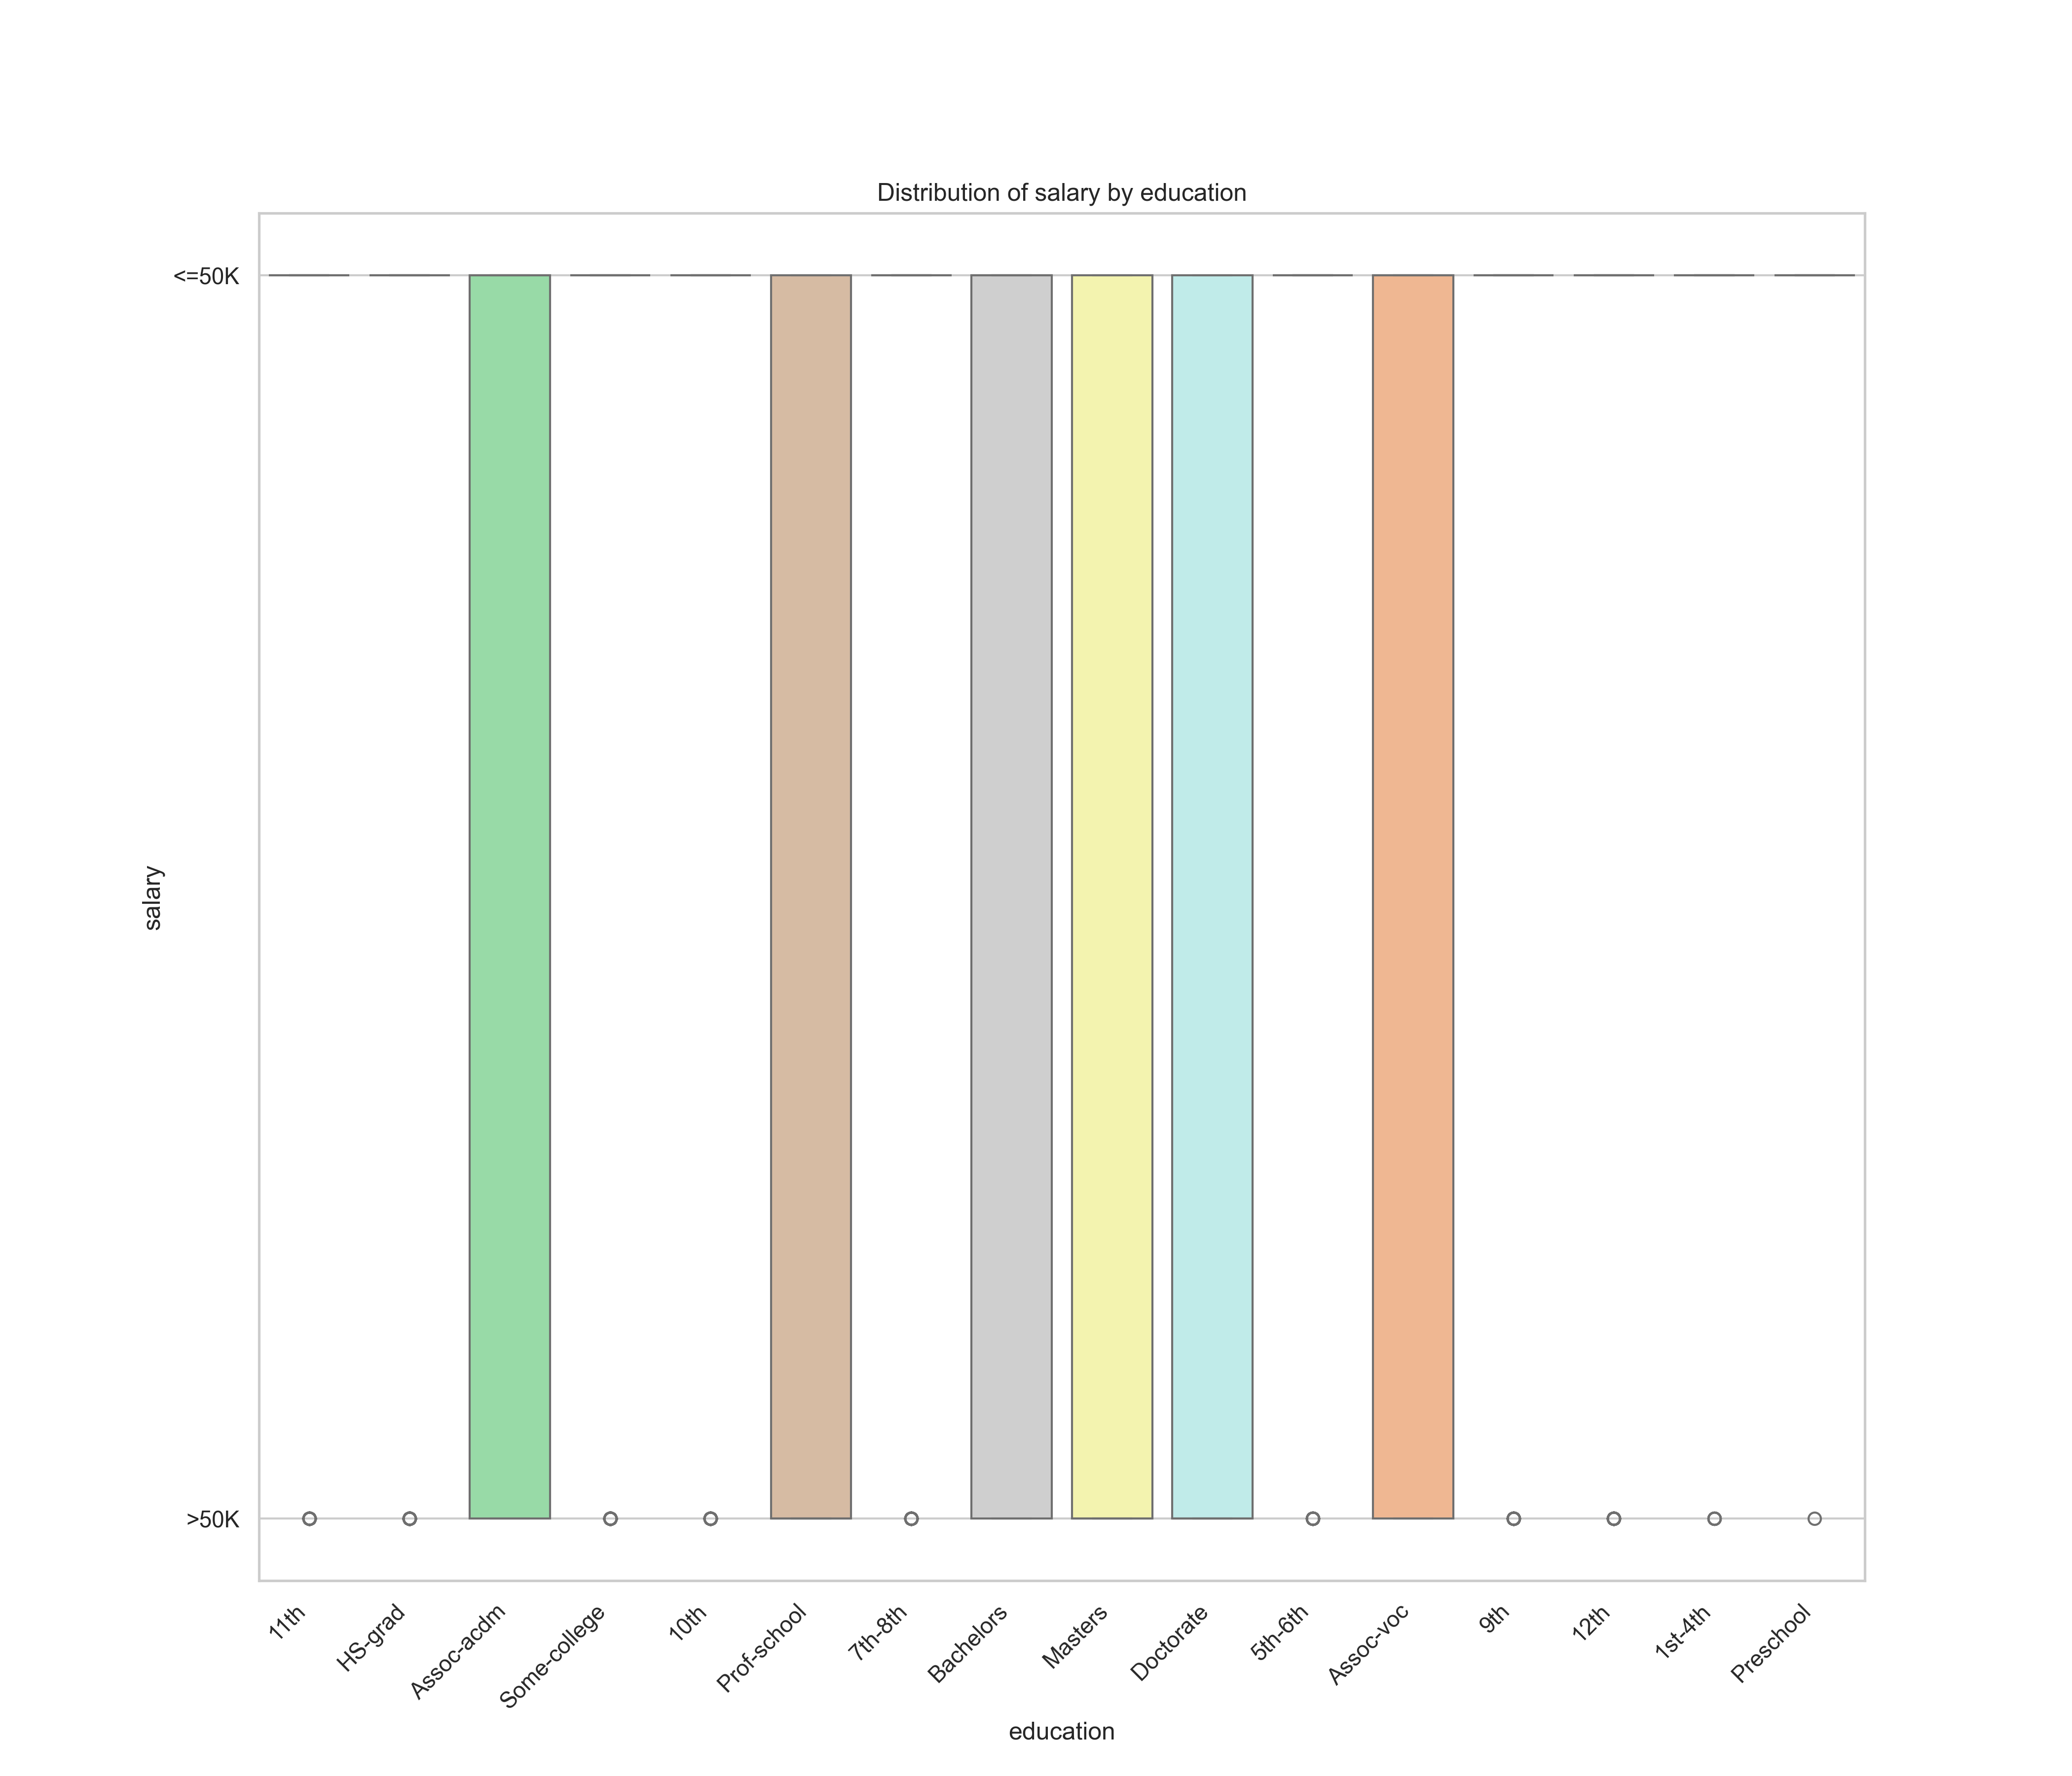 Distribution of salary by education
<=50K
>50K
salary
11th
HS-grad
Assoc-acdm
Some-college
10th
Prof-school
7th-8th
Bachelors
Masters
Doctorate
5th-6th
Assoc-voc
9th
12th
1st-4th
Preschool
education